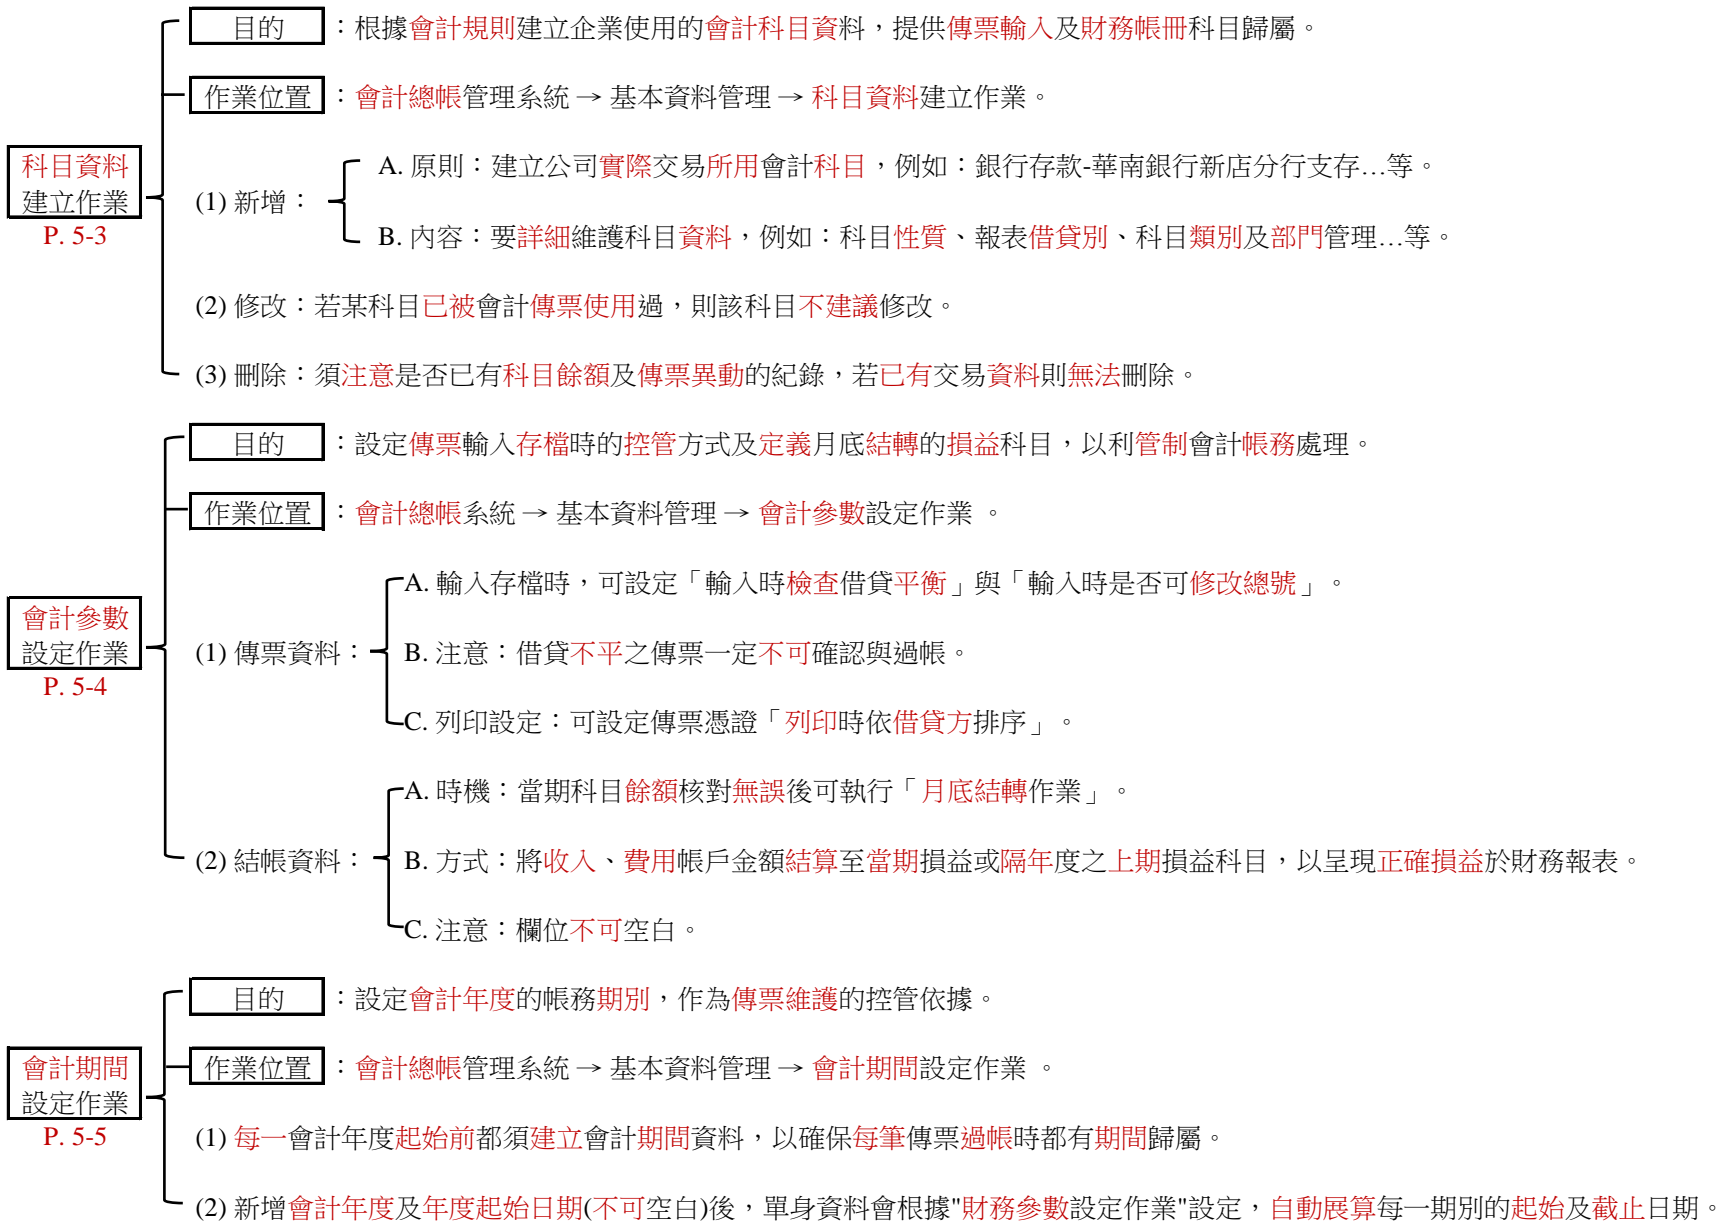 目的：根據會計規則建立企業使用的會計科目資料，提供傳票輸入及財務帳冊科目歸屬。
作業位置：會計總帳管理系統 → 基本資料管理 → 科目資料建立作業。
科目資料
建立作業
P. 5-3
(1) 新增：
A. 原則：建立公司實際交易所用會計科目，例如：銀行存款-華南銀行新店分行支存…等。
B. 內容：要詳細維護科目資料，例如：科目性質、報表借貸別、科目類別及部門管理…等。
(2) 修改：若某科目已被會計傳票使用過，則該科目不建議修改。
(3) 刪除：須注意是否已有科目餘額及傳票異動的紀錄，若已有交易資料則無法刪除。
目的：設定傳票輸入存檔時的控管方式及定義月底結轉的損益科目，以利管制會計帳務處理。
作業位置：會計總帳系統 → 基本資料管理 → 會計參數設定作業 。
會計參數
設定作業
P. 5-4
(1) 傳票資料：
A. 輸入存檔時，可設定「輸入時檢查借貸平衡」與「輸入時是否可修改總號」。
B. 注意：借貸不平之傳票一定不可確認與過帳。
C. 列印設定：可設定傳票憑證「列印時依借貸方排序」。
(2) 結帳資料：
A. 時機：當期科目餘額核對無誤後可執行「月底結轉作業」。
B. 方式：將收入、費用帳戶金額結算至當期損益或隔年度之上期損益科目，以呈現正確損益於財務報表。
C. 注意：欄位不可空白。
目的：設定會計年度的帳務期別，作為傳票維護的控管依據。
作業位置：會計總帳管理系統 → 基本資料管理 → 會計期間設定作業 。
會計期間
設定作業
P. 5-5
(1) 每一會計年度起始前都須建立會計期間資料，以確保每筆傳票過帳時都有期間歸屬。
(2) 新增會計年度及年度起始日期(不可空白)後，單身資料會根據"財務參數設定作業"設定，自動展算每一期別的起始及截止日期。